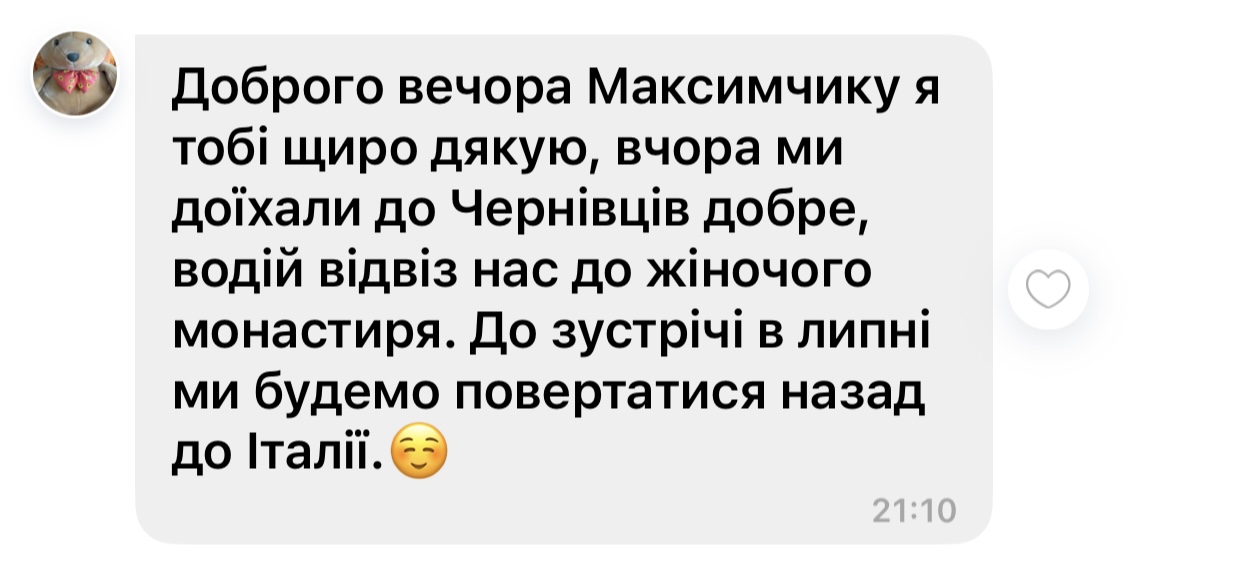 Доброго вечора Максимчику я
тобі щиро дякую, вчора ми
доїхали до Чернівців добре,
водій відвіз нас до жіночого
монастиря. До зустрічі в липні
ми будемо повертатися назад
до Італії.☺️
21:10